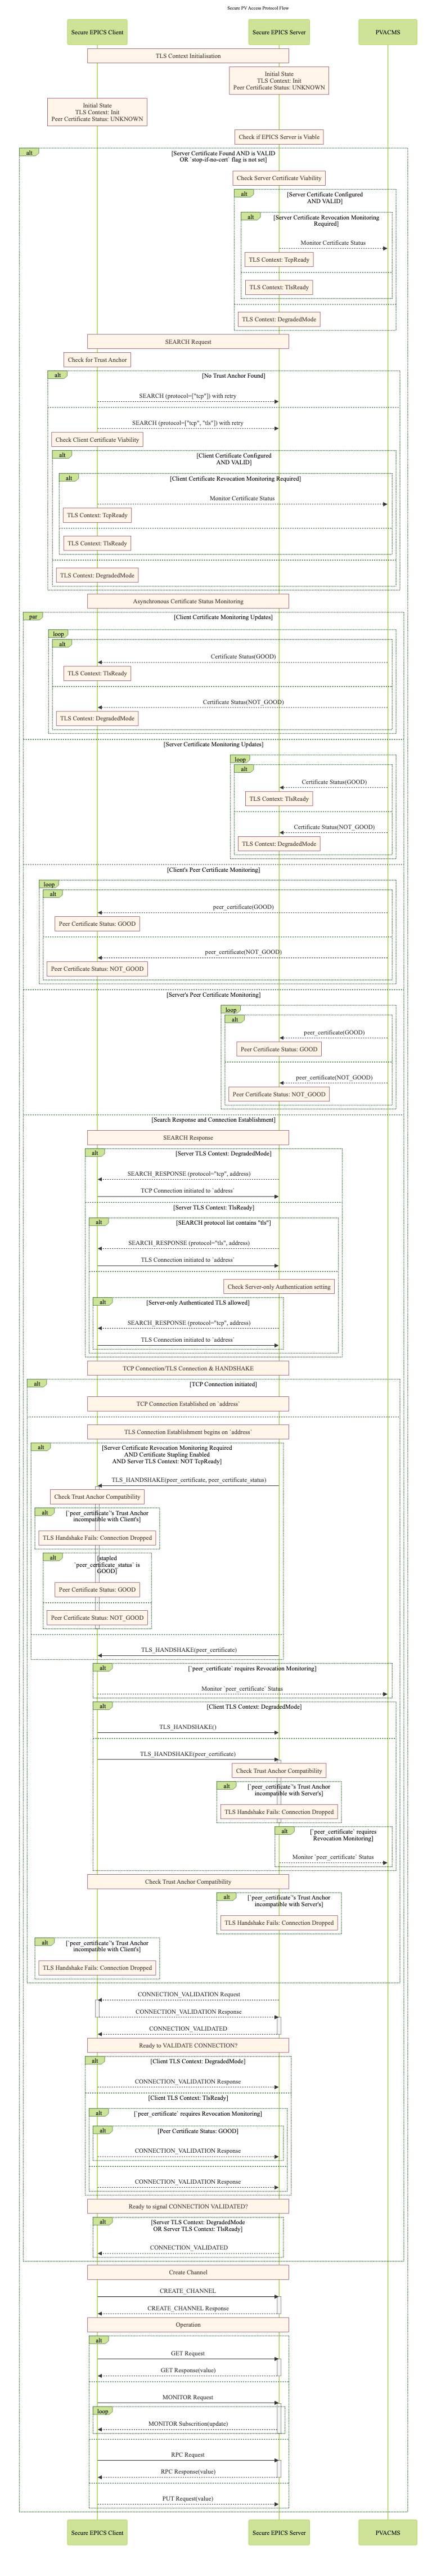 Secure PV Access Protocol Flow
Secure EPICS Client
Secure EPICS Server
PVACMS
TLS Context Initialisation
Initial State
TLS Context: Init
Peer Certificate Status: UNKNOWN
Initial State
TLS Context: Init
Peer Certificate Status: UNKNOWN
Check if EPICS Server is Viable
alt
[Server Certificate Found AND is VALID
OR `stop-if-no-cert` flag is not set]
Check Server Certificate Viability
alt
[Server Certificate Configured
AND VALID]
alt
[Server Certificate Revocation Monitoring
Required]
Monitor Certificate Status
TLS Context: TcpReady
TLS Context: TlsReady
TLS Context: DegradedMode
SEARCH Request
Check for Trust Anchor
alt
[No Trust Anchor Found]
SEARCH (protocol=["tcp"]) with retry
SEARCH (protocol=["tcp", "tls"]) with retry
Check Client Certificate Viability
alt
[Client Certificate Configured
AND VALID]
alt
[Client Certificate Revocation Monitoring Required]
Monitor Certificate Status
TLS Context: TcpReady
TLS Context: TlsReady
TLS Context: DegradedMode
Asynchronous Certificate Status Monitoring
par
[Client Certificate Monitoring Updates]
loop
alt
Certificate Status(GOOD)
TLS Context: TlsReady
Certificate Status(NOT_GOOD)
TLS Context: DegradedMode
[Server Certificate Monitoring Updates]
loop
alt
Certificate Status(GOOD)
TLS Context: TlsReady
Certificate Status(NOT_GOOD)
TLS Context: DegradedMode
[Client's Peer Certificate Monitoring]
loop
alt
peer_certificate(GOOD)
Peer Certificate Status: GOOD
peer_certificate(NOT_GOOD)
Peer Certificate Status: NOT_GOOD
[Server's Peer Certificate Monitoring]
loop
alt
peer_certificate(GOOD)
Peer Certificate Status: GOOD
peer_certificate(NOT_GOOD)
Peer Certificate Status: NOT_GOOD
[Search Response and Connection Establishment]
SEARCH Response
alt
[Server TLS Context: DegradedMode]
SEARCH_RESPONSE (protocol="tcp", address)
TCP Connection initiated to `address`
[Server TLS Context: TlsReady]
alt
[SEARCH protocol list contains "tls"]
SEARCH_RESPONSE (protocol="tls", address)
TLS Connection initiated to `address`
Check Server-only Authentication setting
alt
[Server-only Authenticated TLS allowed]
SEARCH_RESPONSE (protocol="tcp", address)
TLS Connection initiated to `address`
TCP Connection/TLS Connection & HANDSHAKE
alt
[TCP Connection initiated]
TCP Connection Established on `address`
TLS Connection Establishment begins on `address`
alt
[Server Certificate Revocation Monitoring Required
AND Certificate Stapling Enabled
AND Server TLS Context: NOT TcpReady]
TLS_HANDSHAKE(peer_certificate, peer_certificate_status)
Check Trust Anchor Compatibility
alt
[`peer_certificate`'s Trust Anchor
incompatible with Client's]
TLS Handshake Fails: Connection Dropped
alt
[stapled
`peer_certificate_status` is
GOOD]
Peer Certificate Status: GOOD
Peer Certificate Status: NOT_GOOD
TLS_HANDSHAKE(peer_certificate)
alt
[`peer_certificate` requires Revocation Monitoring]
Monitor `peer_certificate` Status
alt
[Client TLS Context: DegradedMode]
TLS_HANDSHAKE()
TLS_HANDSHAKE(peer_certificate)
Check Trust Anchor Compatibility
alt
[`peer_certificate`'s Trust Anchor
incompatible with Server's]
TLS Handshake Fails: Connection Dropped
alt
[`peer_certificate` requires
Revocation Monitoring]
Monitor `peer_certificate` Status
Check Trust Anchor Compatibility
alt
[`peer_certificate`'s Trust Anchor
incompatible with Server's]
TLS Handshake Fails: Connection Dropped
alt
[`peer_certificate`'s Trust Anchor
incompatible with Client's]
TLS Handshake Fails: Connection Dropped
CONNECTION_VALIDATION Request
CONNECTION_VALIDATION Response
CONNECTION_VALIDATED
Ready to VALIDATE CONNECTION?
alt
[Client TLS Context: DegradedMode]
CONNECTION_VALIDATION Response
[Client TLS Context: TlsReady]
alt
[`peer_certificate` requires Revocation Monitoring]
alt
[Peer Certificate Status: GOOD]
CONNECTION_VALIDATION Response
CONNECTION_VALIDATION Response
Ready to signal CONNECTION VALIDATED?
alt
[Server TLS Context: DegradedMode
OR Server TLS Context: TlsReady]
CONNECTION_VALIDATED
Create Channel
CREATE_CHANNEL
CREATE_CHANNEL Response
Operation
alt
GET Request
GET Response(value)
MONITOR Request
loop
MONITOR Subscrition(update)
RPC Request
RPC Response(value)
PUT Request(value)
Secure EPICS Client
Secure EPICS Server
PVACMS